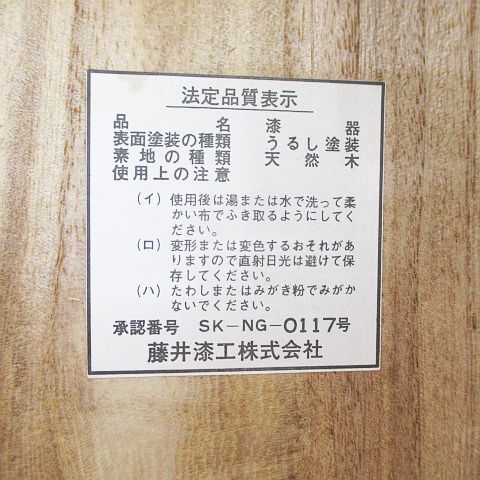 法定品質表示
品名 漆器
表面塗装の種類 うるし塗装
素地の種類 天然木
使用上の注意
(イ) 使用後は湯または水で洗って柔
かい布でふき取るようにしてく
ださい。
(ロ) 変形または変色するおそれがあ
りますので直射日光は避けて保
存してください。
(ハ) たわしまたはみがき粉でみがか
ないでください。
承認番号 SK-NG-0117号
藤井漆工株式会社